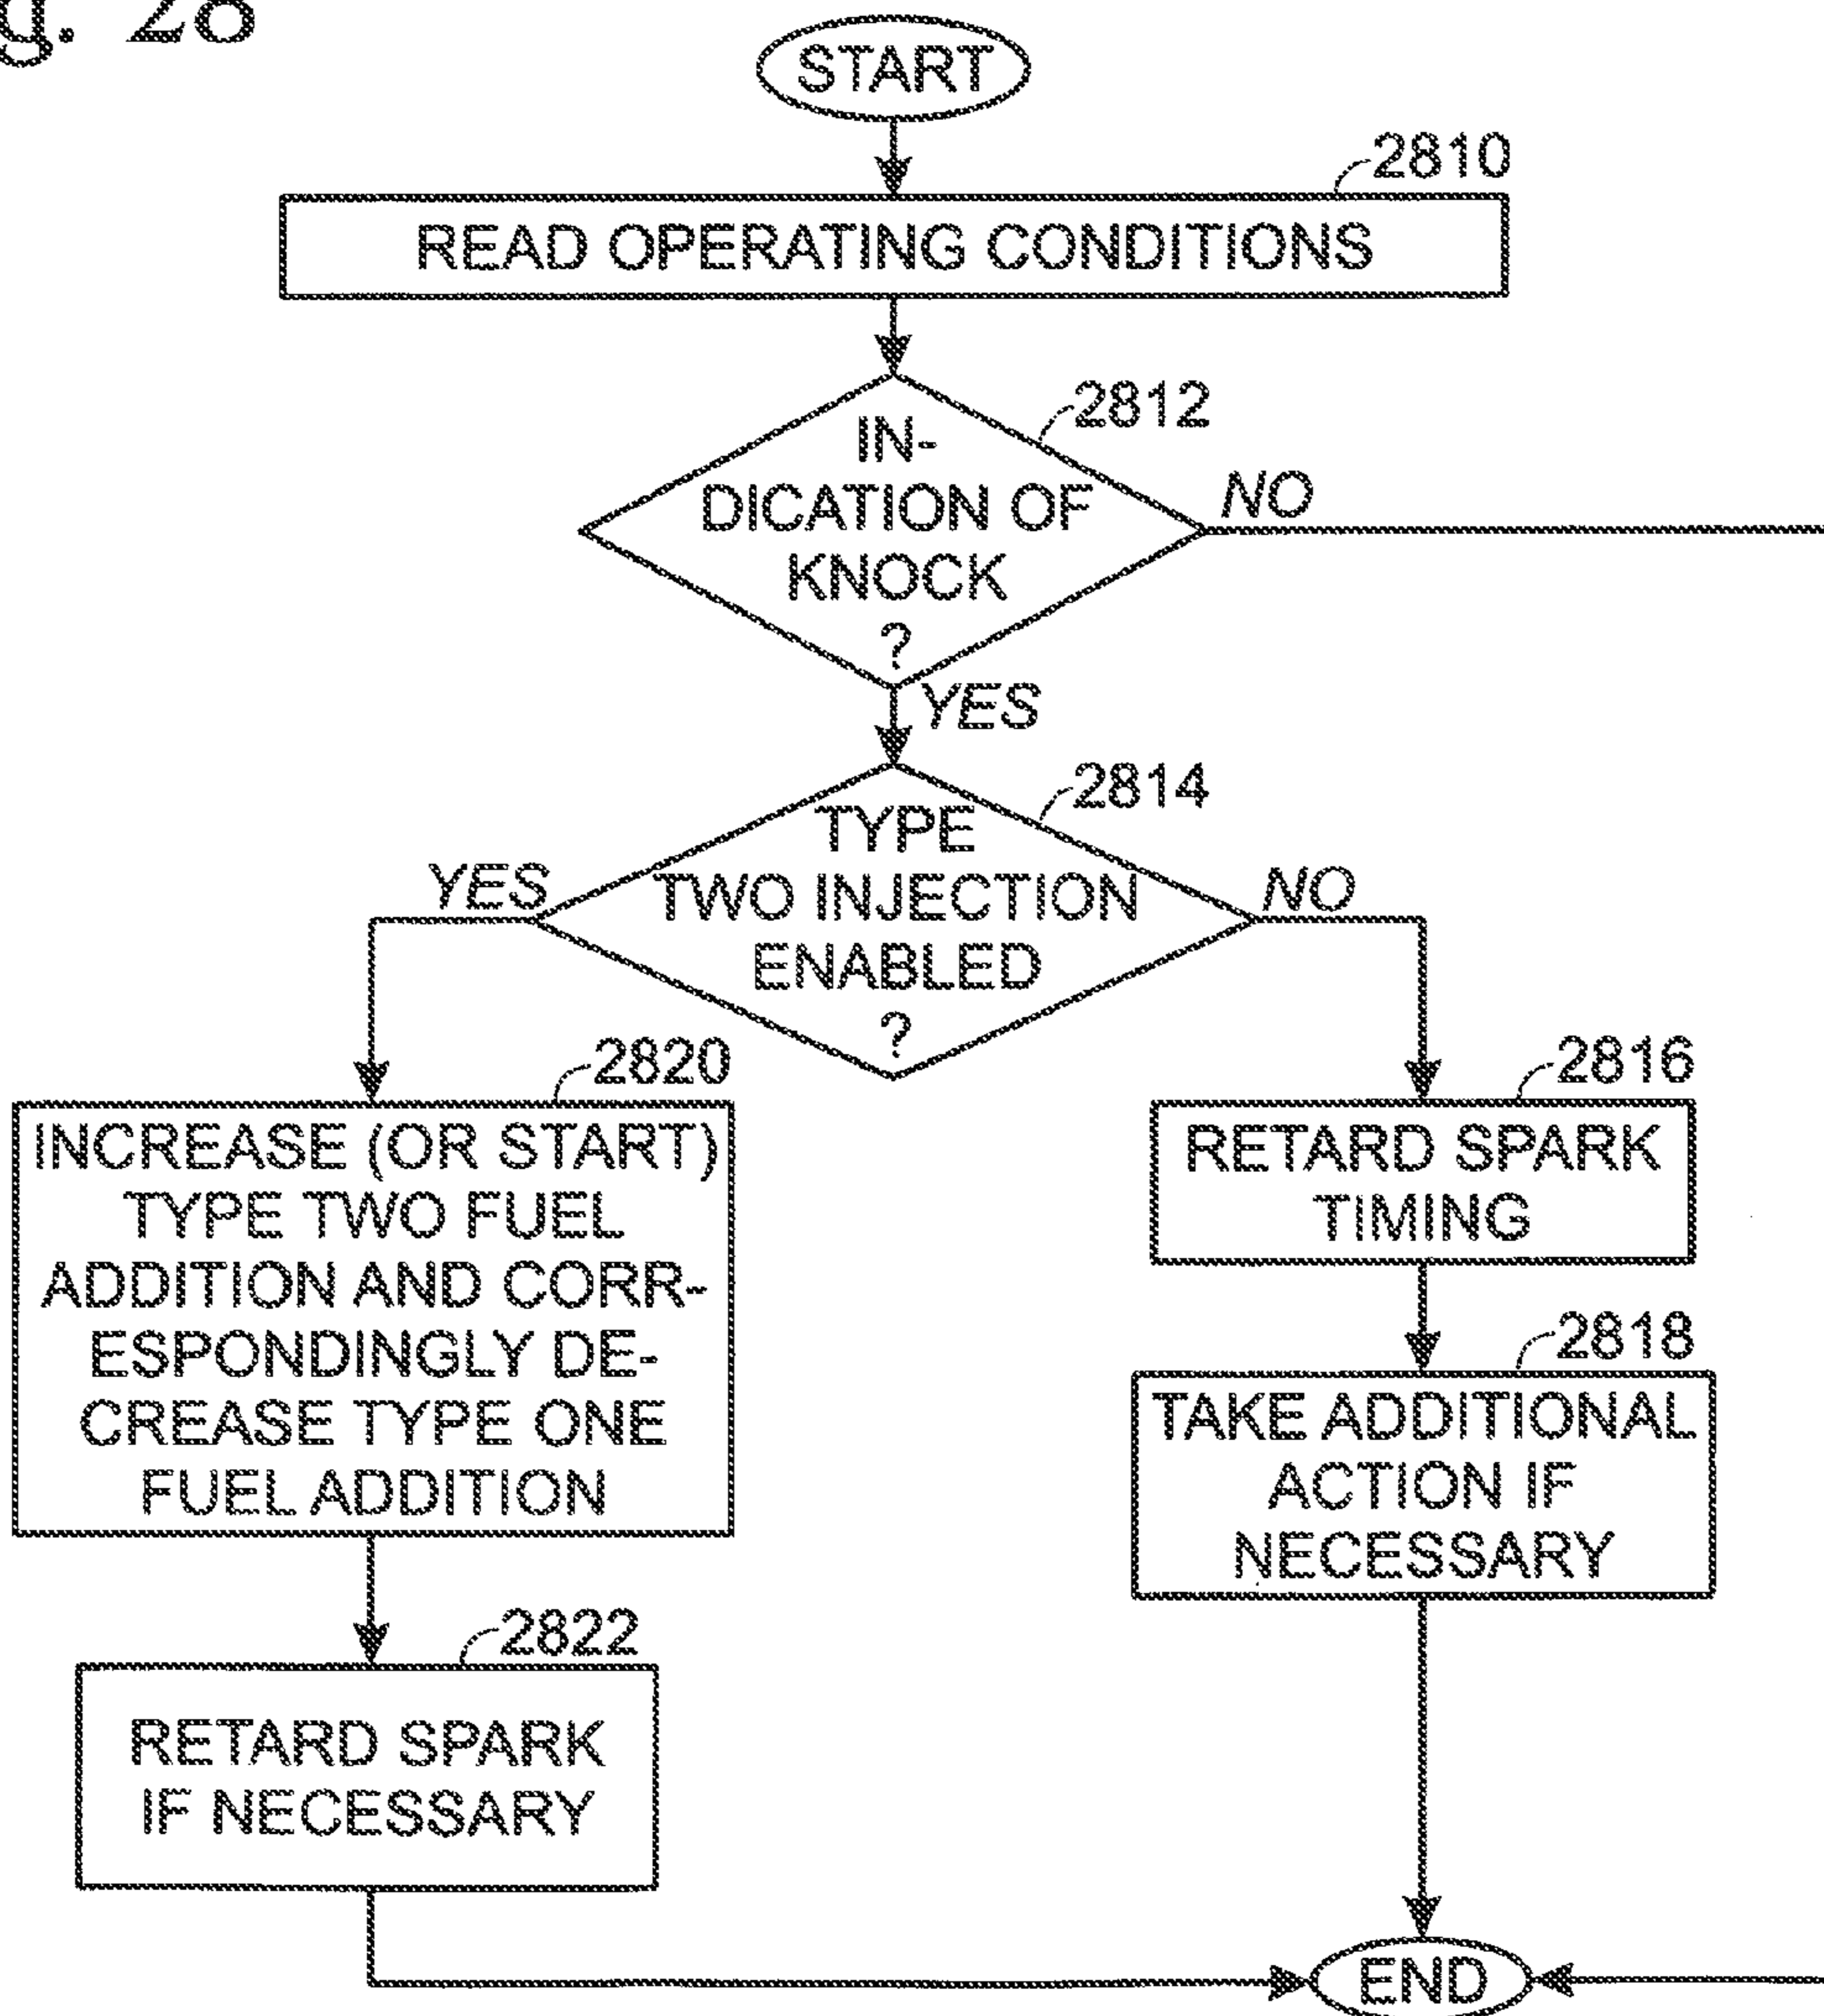 g. 28
START
2810
READ OPERATING CONDITIONS
2812
IN-
DICATION OF
KNOCK
?
NO
YES
2814
TYPE
TWO INJECTION
ENABLED
?
YES
NO
2820
INCREASE (OR START)
TYPE TWO FUEL
ADDITION AND CORR-
ESPONDINGLY DE-
CREASE TYPE ONE
FUEL ADDITION
2816
RETARD SPARK
TIMING
2818
TAKE ADDITIONAL
ACTION IF
NECESSARY
2822
RETARD SPARK
IF NECESSARY
END